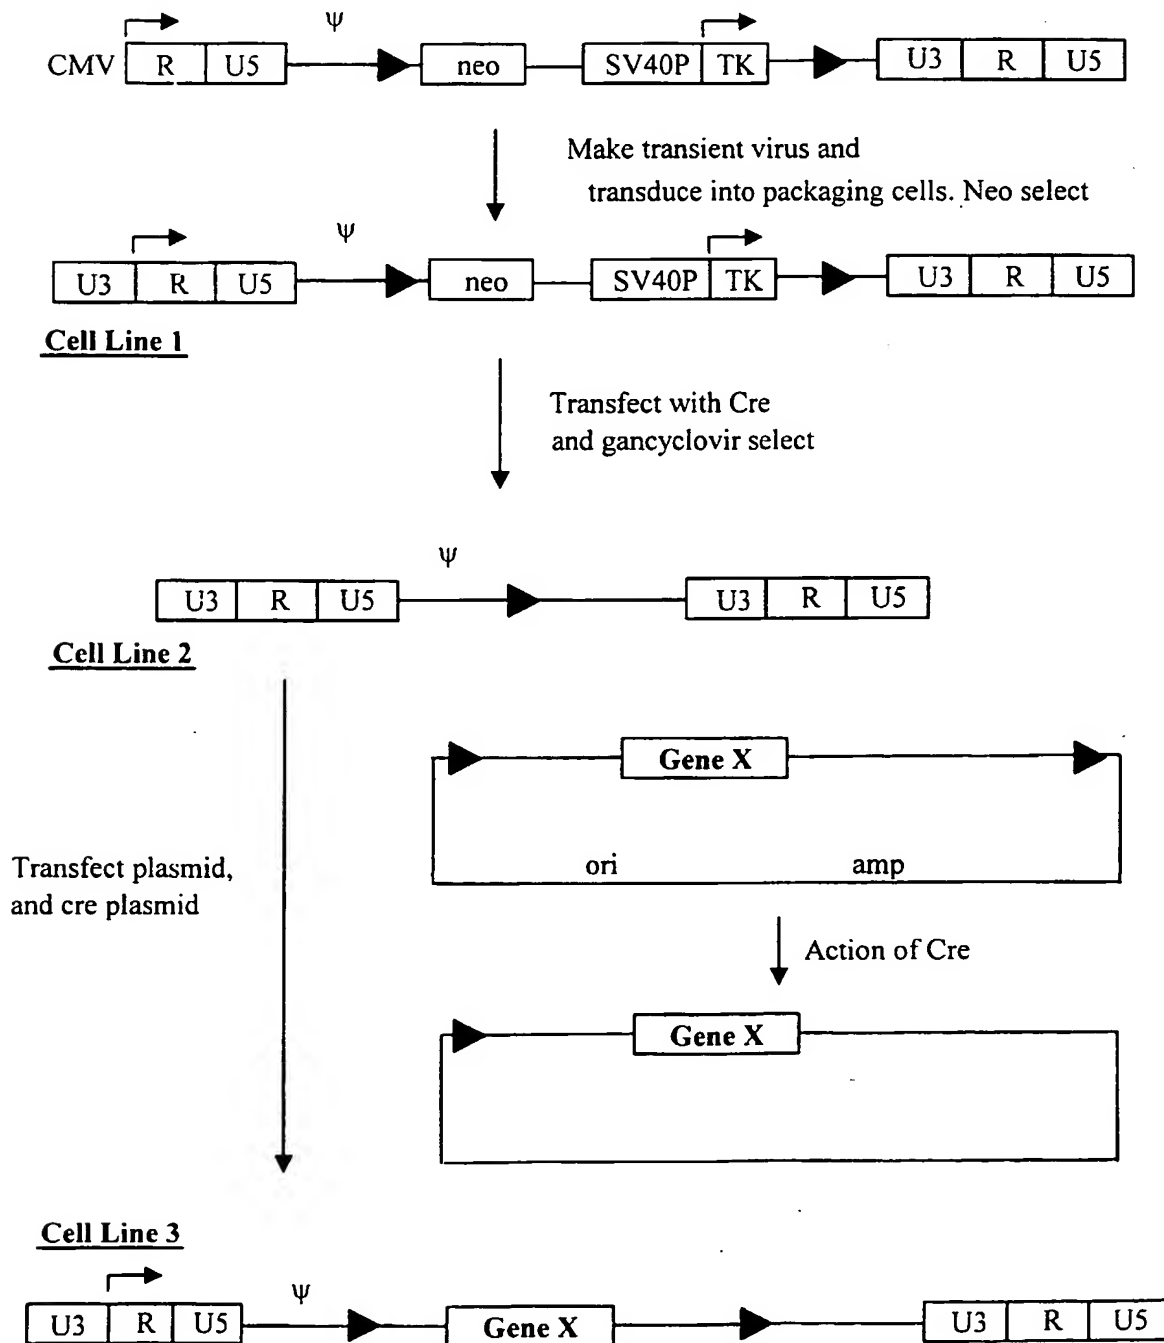 ψ
CMV R U5 neo SV40P TK U3 R U5
Make transient virus and
transduce into packaging cells. Neo select
ψ
U3 R U5 neo SV40P TK U3 R U5
Cell Line 1
Transfect with Cre
and gancyclovir select
ψ
U3 R U5 U3 R U5
Cell Line 2
Gene X
ori amp
Transfect plasmid,
and cre plasmid
Action of Cre
Gene X
Cell Line 3
ψ
U3 R U5 Gene X U3 R U5